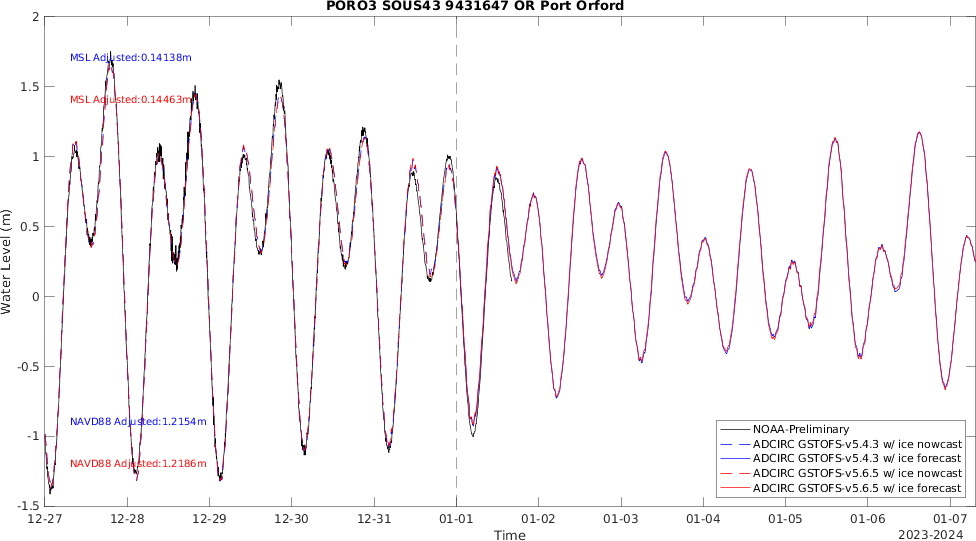 PORO3 SOUS43 9431647 OR Port Orford
2
1.5
1
0.5
0
-0.5
-1
-1.5
Water Level (m)
MSL Adjusted:0.14138m
MSL Adjusted:0.14463m
NAVD88 Adjusted:1.2154m
NAVD88 Adjusted:1.2186m
NOAA-Preliminary
ADCIRC GSTOFS-v5.4.3 w/ ice nowcast
ADCIRC GSTOFS-v5.4.3 w/ ice forecast
ADCIRC GSTOFS-v5.6.5 w/ ice nowcast
ADCIRC GSTOFS-v5.6.5 w/ ice forecast
12-27 12-28 12-29 12-30 12-31 01-01 01-02 01-03 01-04 01-05 01-06 01-07
Time
2023-2024